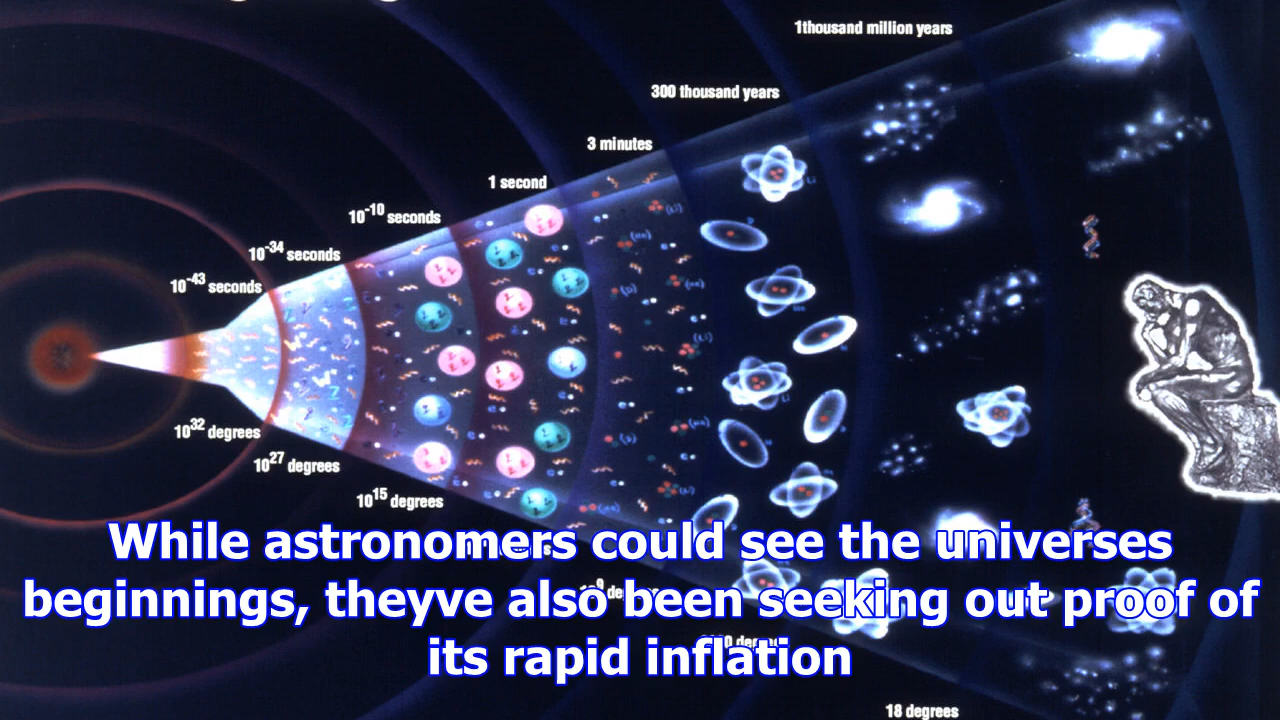 1thousand million years
300 thousand years
3 minutes
1 second
10-10 seconds
10-34 seconds
10-43 seconds
10³² degrees
10²⁷ degrees
10¹⁵ degrees
While astronomers could see the universes
beginnings, theyve also been seeking out proof of
its rapid inflation
18 degrees